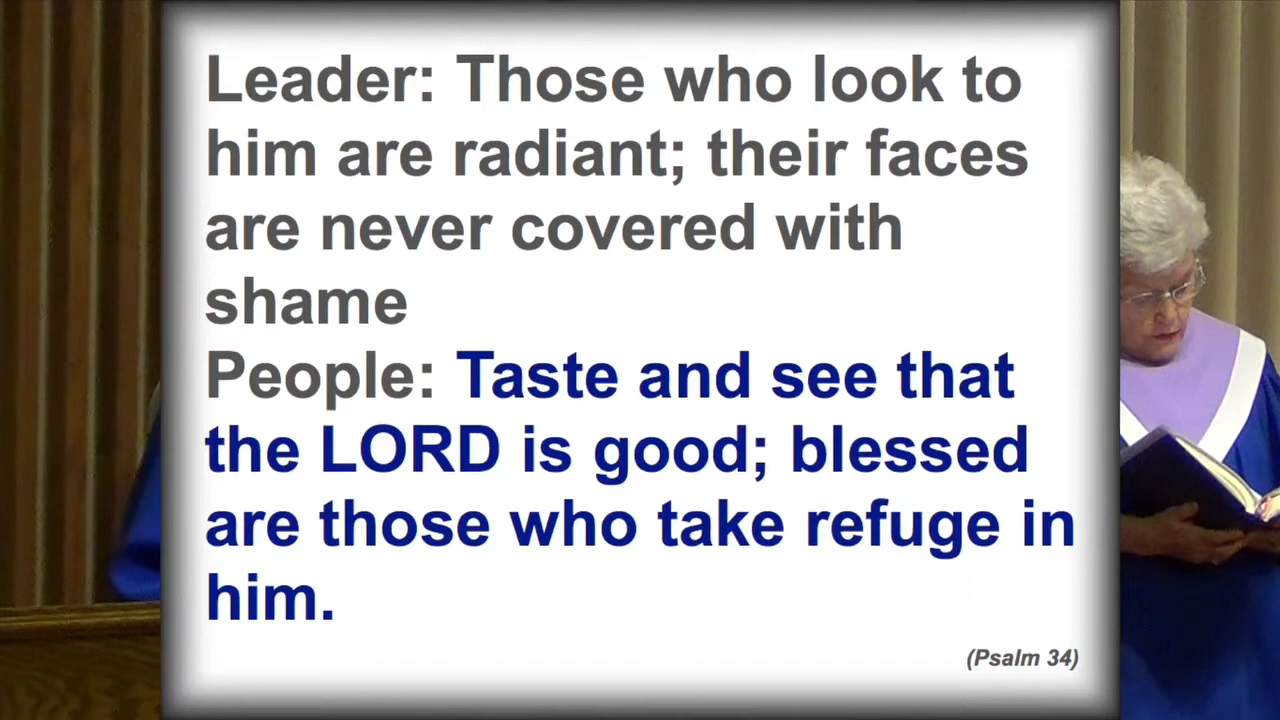 Leader: Those who look to
him are radiant; their faces
are never covered with
shame
People: Taste and see that
the LORD is good; blessed
are those who take refuge in
him.
(Psalm 34)